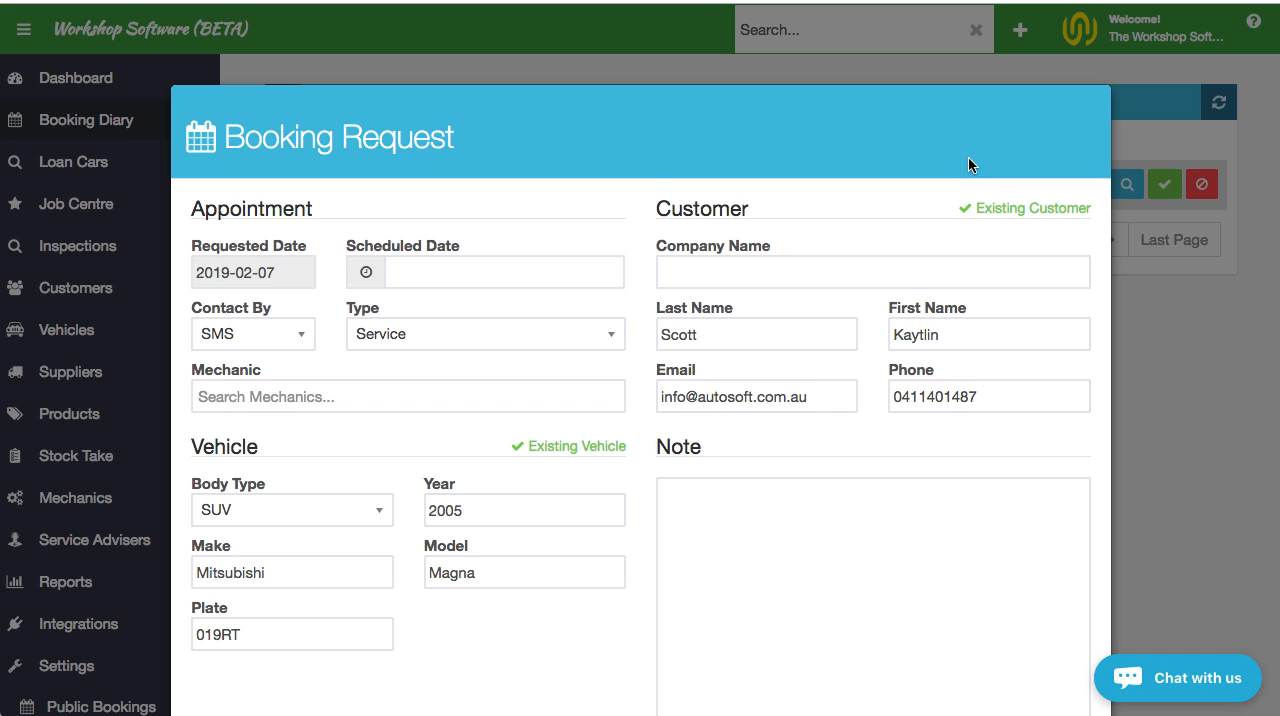 Workshop Software (BETA)
Search...
Welcome!
The Workshop Soft...
Dashboard
Booking Diary
Loan Cars
Job Centre
Inspections
Customers
Vehicles
Suppliers
Products
Stock Take
Mechanics
Service Advisers
Reports
Integrations
Settings
Public Bookings
Booking Request
Appointment
Requested Date Scheduled Date
2019-02-07
Contact By Type
SMS Service
Mechanic
Search Mechanics...
Vehicle Existing Vehicle
Body Type Year
SUV 2005
Make Model
Mitsubishi Magna
Plate
019RT
Customer Existing Customer
Company Name
Last Name First Name
Scott Kaytlin
Email Phone
info@autosoft.com.au 0411401487
Note
Last Page
Chat with us